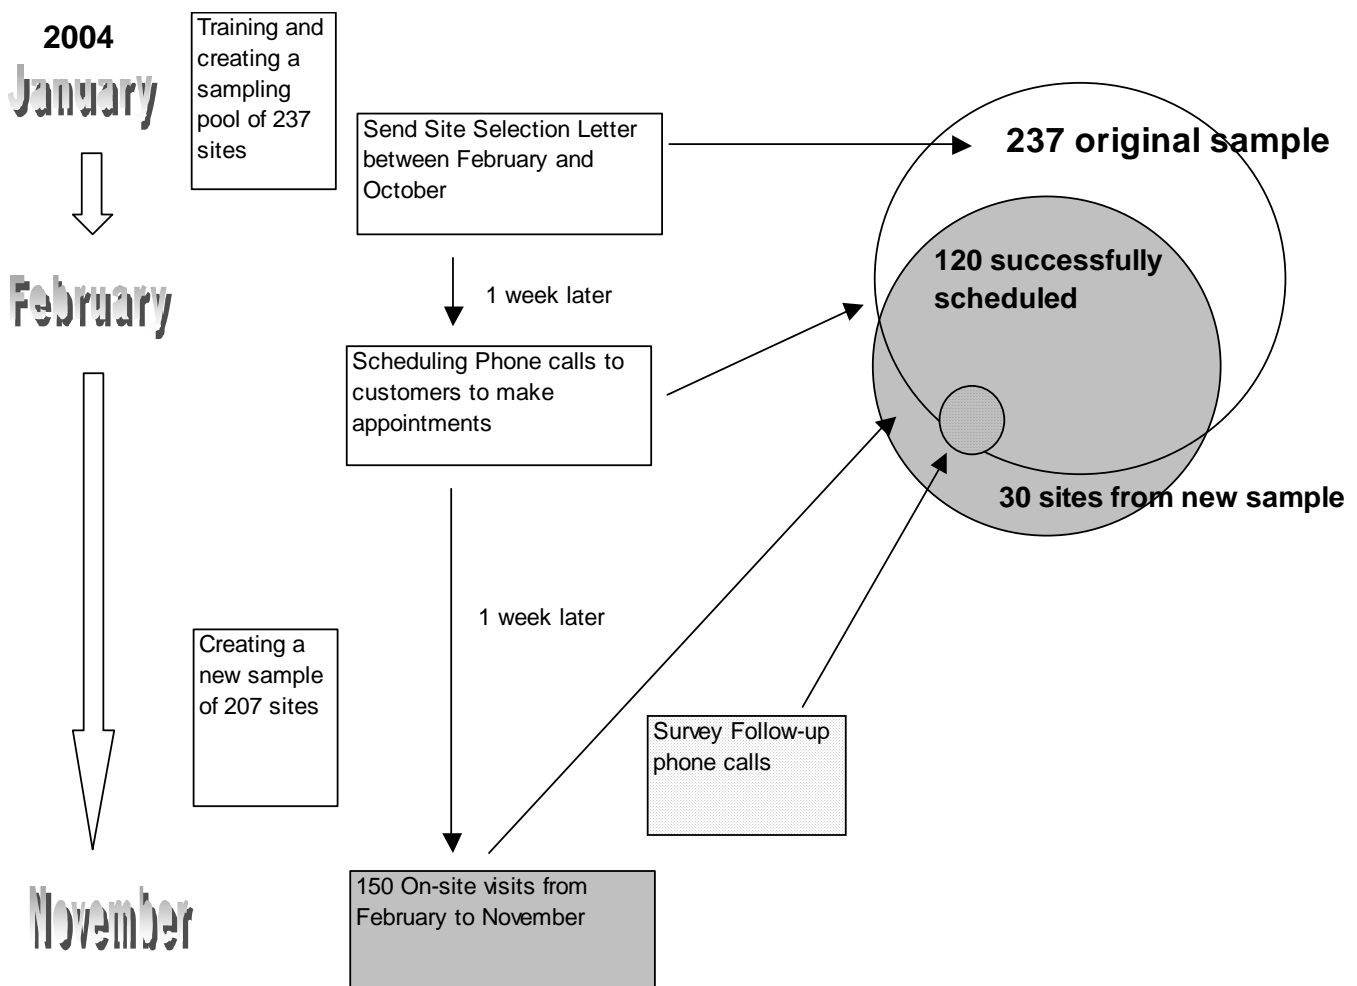 2004
January
Training and
creating a
sampling
pool of 237
sites
Send Site Selection Letter
between February and
October
237 original sample
120 successfully
scheduled
February
1 week later
Scheduling Phone calls to
customers to make
appointments
30 sites from new sample
1 week later
Creating a
new sample
of 207 sites
Survey Follow-up
phone calls
150 On-site visits from
February to November
November